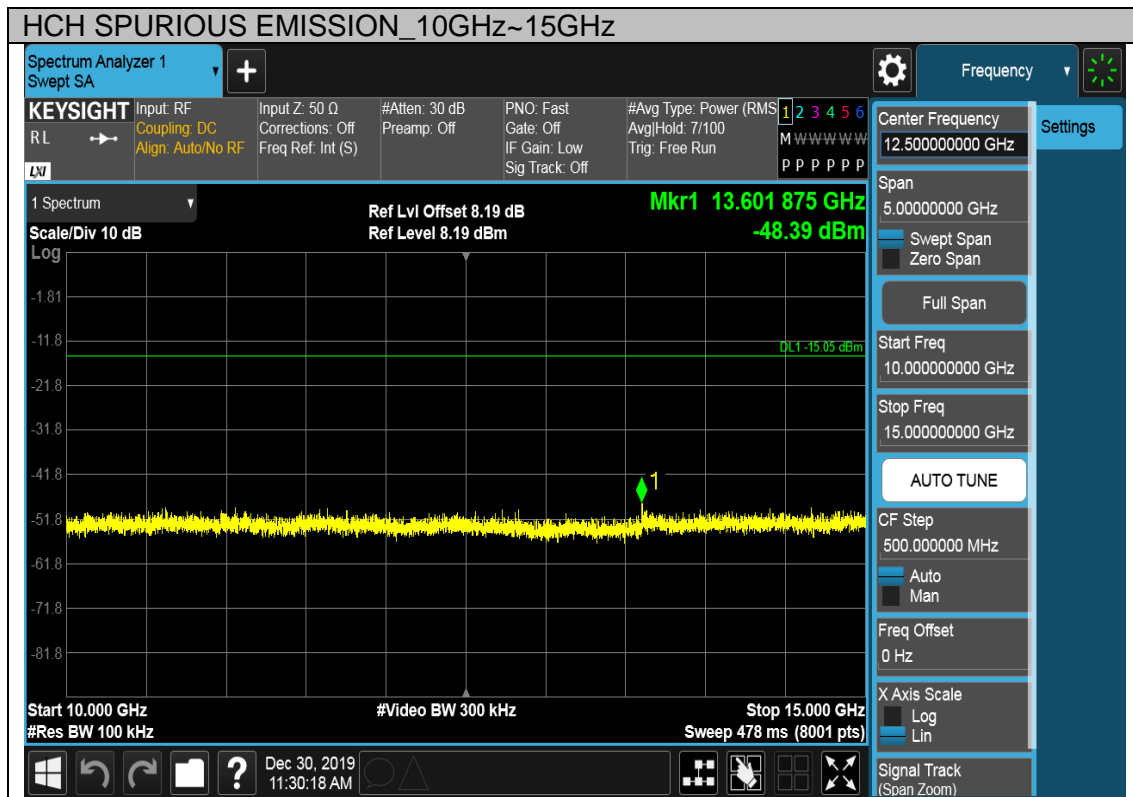 HCH SPURIOUS EMISSION_10GHz~15GHz
Spectrum Analyzer 1
Swept SA
+
Frequency
KEYSIGHT
R L
LXI
Input: RF
Coupling: DC
Align: Auto/No RF
Input Z: 50 Ω
Corrections: Off
Freq Ref: Int (S)
#Atten: 30 dB
Preamp: Off
PNO: Fast
Gate: Off
IF Gain: Low
Sig Track: Off
#Avg Type: Power (RMS
Avg|Hold: 7/100
Trig: Free Run
1 2 3 4 5 6
M W W W W W
P P P P P P
1 Spectrum
Scale/Div 10 dB
Log
Ref Lvl Offset 8.19 dB
Ref Level 8.19 dBm
Mkr1 13.601 875 GHz
-48.39 dBm
-1.81
-11.8
DL1 -15.05 dBm
-21.8
-31.8
-41.8
1
-51.8
-61.8
-71.8
-81.8
Start 10.000 GHz
#Res BW 100 kHz
#Video BW 300 kHz
Stop 15.000 GHz
Sweep 478 ms (8001 pts)
?
Dec 30, 2019
11:30:18 AM
Center Frequency
12.500000000 GHz
Settings
Span
5.00000000 GHz
Swept Span
Zero Span
Full Span
Start Freq
10.000000000 GHz
Stop Freq
15.000000000 GHz
AUTO TUNE
CF Step
500.000000 MHz
Auto
Man
Freq Offset
0 Hz
X Axis Scale
Log
Lin
Signal Track
(Span Zoom)